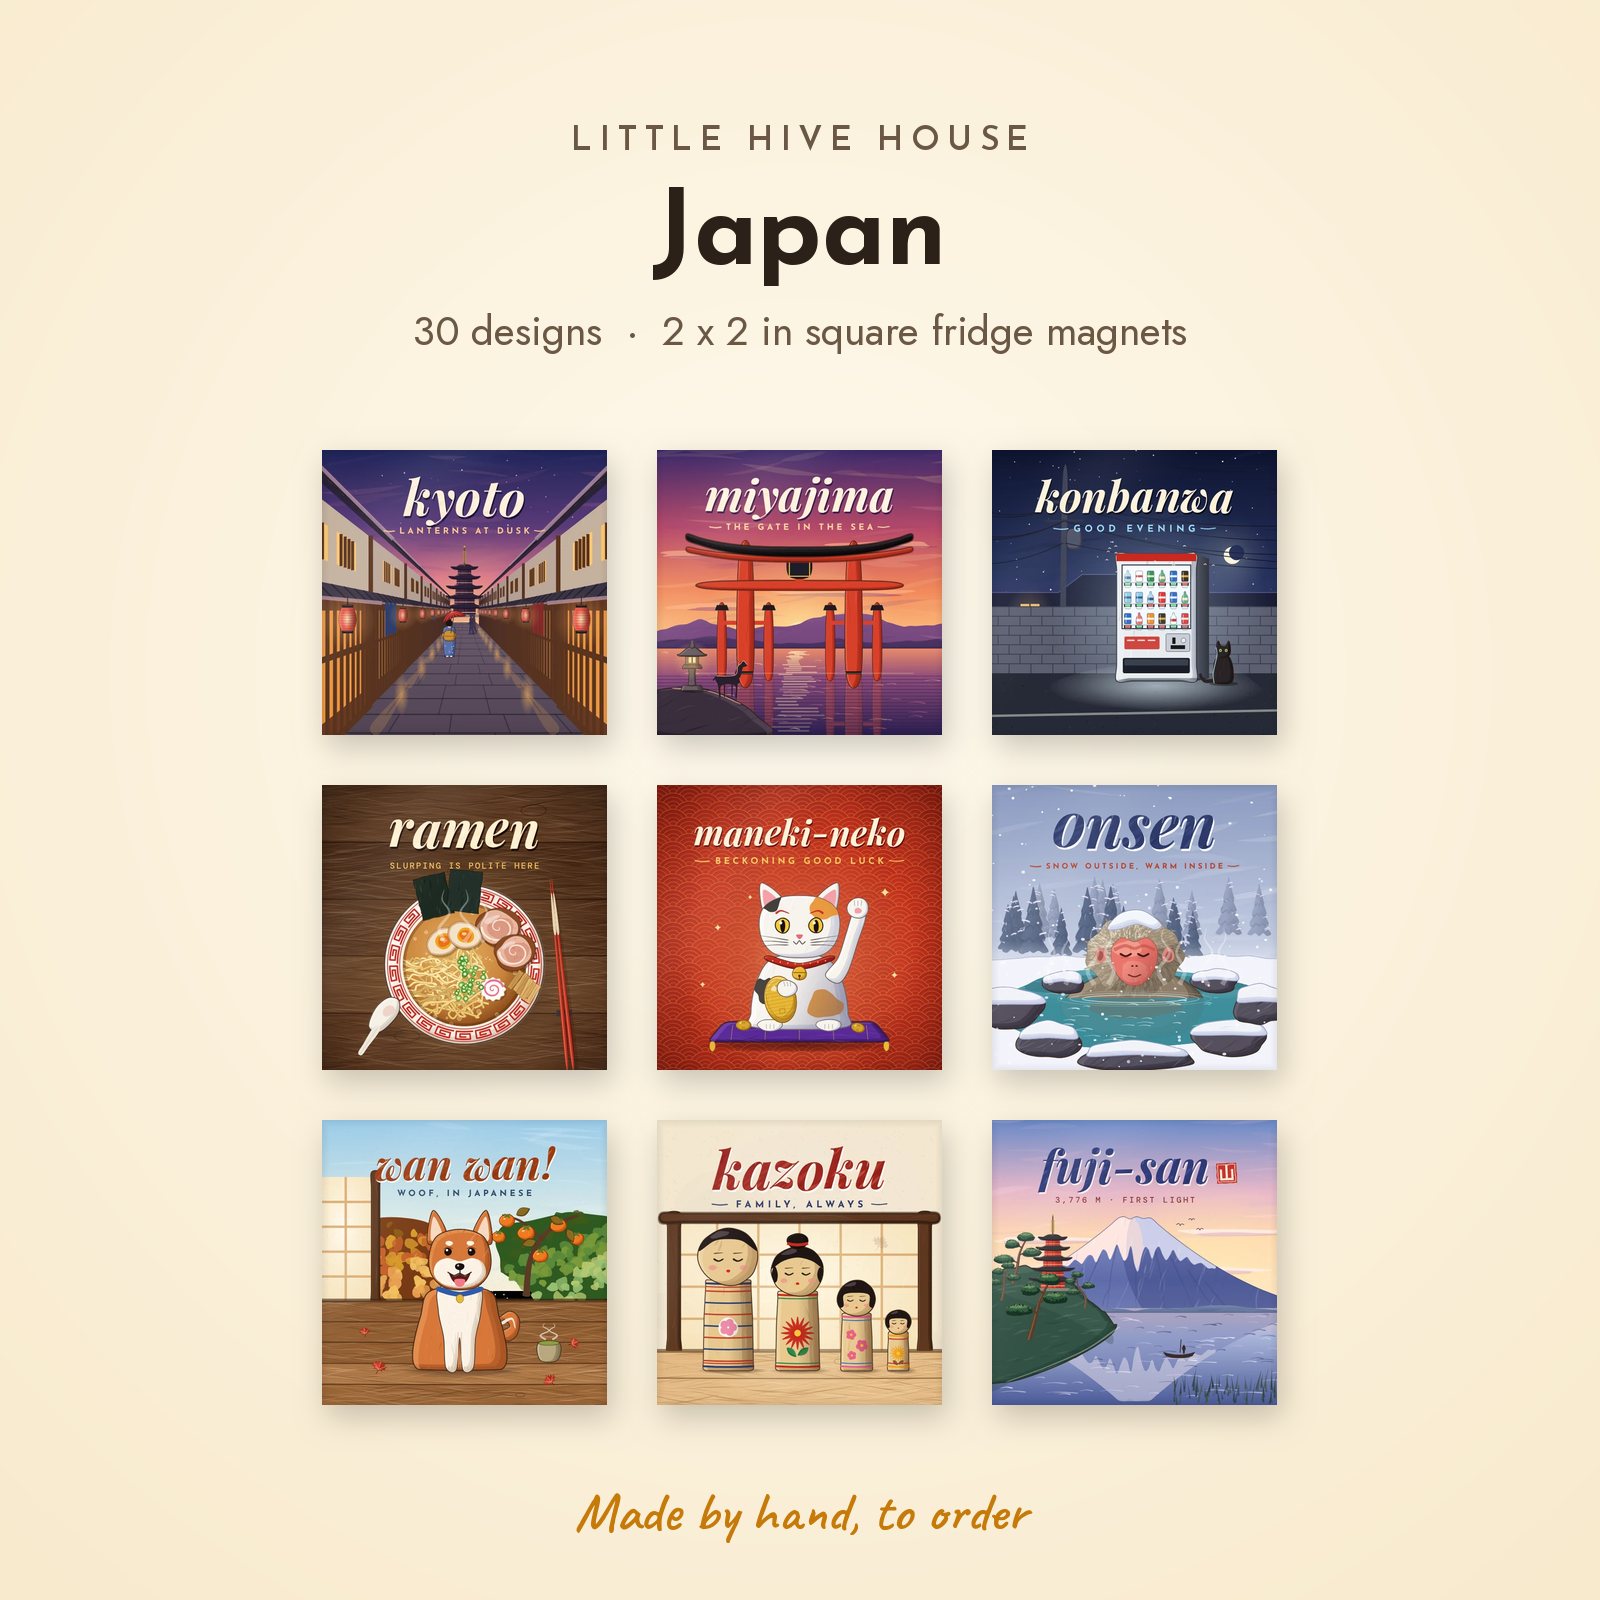 LITTLE HIVE HOUSE
Japan
30 designs · 2 x 2 in square fridge magnets
kyoto
LANTERNS AT DUSK
miyajima
THE GATE IN THE SEA
konbanwa
GOOD EVENING
ramen
SLURPING IS POLITE HERE
maneki-neko
BECKONING GOOD LUCK
onsen
SNOW OUTSIDE, WARM INSIDE
wan wan!
WOOF, IN JAPANESE
kazoku
FAMILY, ALWAYS
fuji-san
3,776 M · FIRST LIGHT
Made by hand, to order